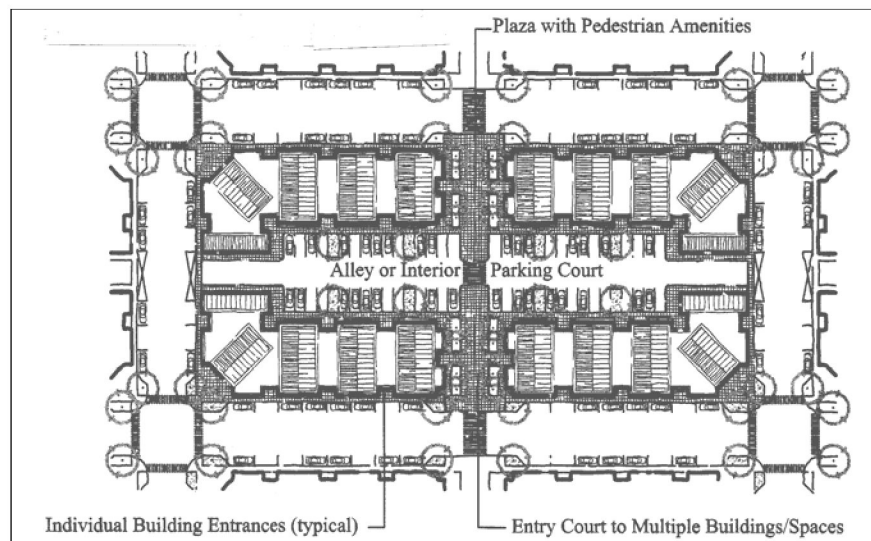 Plaza with Pedestrian Amenities
Alley or Interior Parking Court
Individual Building Entrances (typical)
Entry Court to Multiple Buildings/Spaces